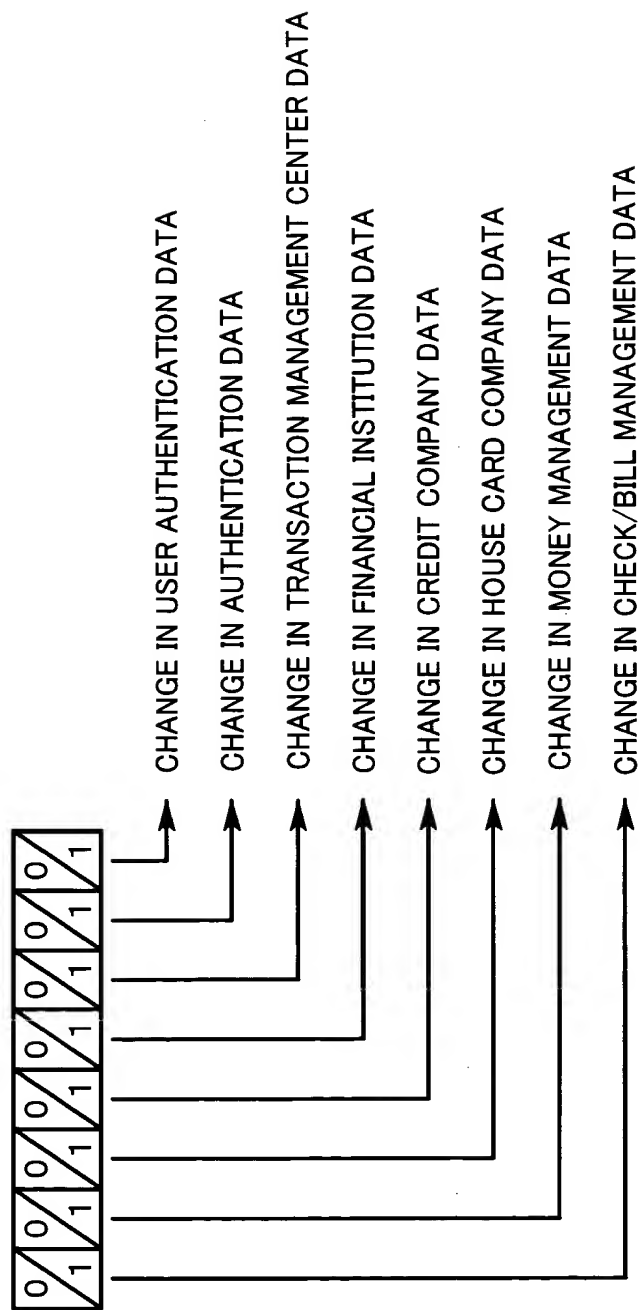 0/1 0/1 0/1 0/1 0/1 0/1 0/1 0/1
CHANGE IN USER AUTHENTICATION DATA
CHANGE IN AUTHENTICATION DATA
CHANGE IN TRANSACTION MANAGEMENT CENTER DATA
CHANGE IN FINANCIAL INSTITUTION DATA
CHANGE IN CREDIT COMPANY DATA
CHANGE IN HOUSE CARD COMPANY DATA
CHANGE IN MONEY MANAGEMENT DATA
CHANGE IN CHECK/BILL MANAGEMENT DATA